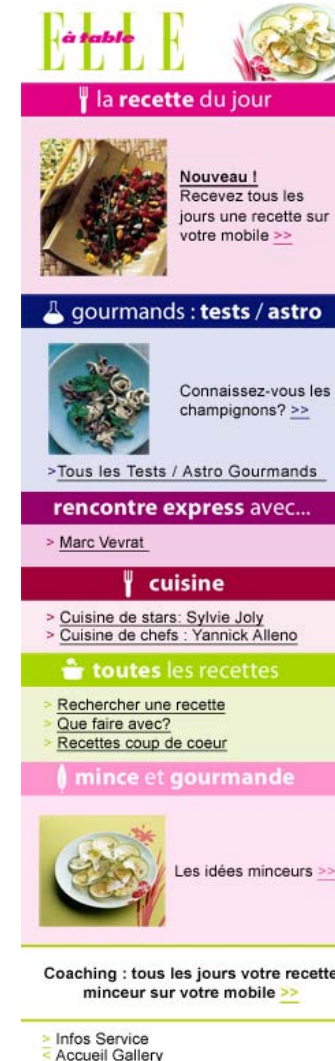 ELLE
à table
la recette du jour
Nouveau !
Recevez tous les
jours une recette sur
votre mobile >>
gourmands : tests / astro
Connaissez-vous les
champignons? >>
>Tous les Tests / Astro Gourmands
rencontre express avec...
> Marc Vevrat
cuisine
> Cuisine de stars: Sylvie Joly
> Cuisine de chefs : Yannick Alleno
toutes les recettes
> Rechercher une recette
> Que faire avec?
> Recettes coup de coeur
mince et gourmande
Les idées minceurs >>
Coaching : tous les jours votre recette
minceur sur votre mobile >>
> Infos Service
< Accueil Gallery